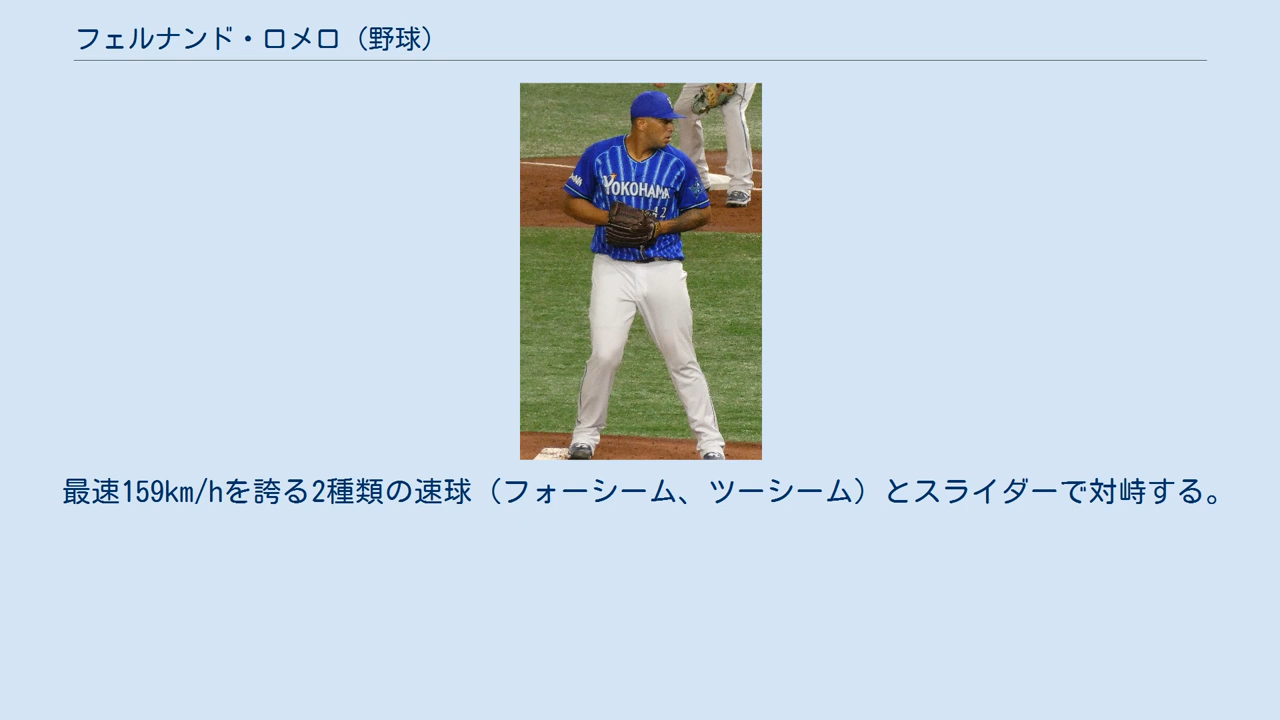 フェルナンド・ロメロ（野球）
YOKOHAMA
42
最速159km/hを誇る2種類の速球（フォーシーム、ツーシーム）とスライダーで対峙する。